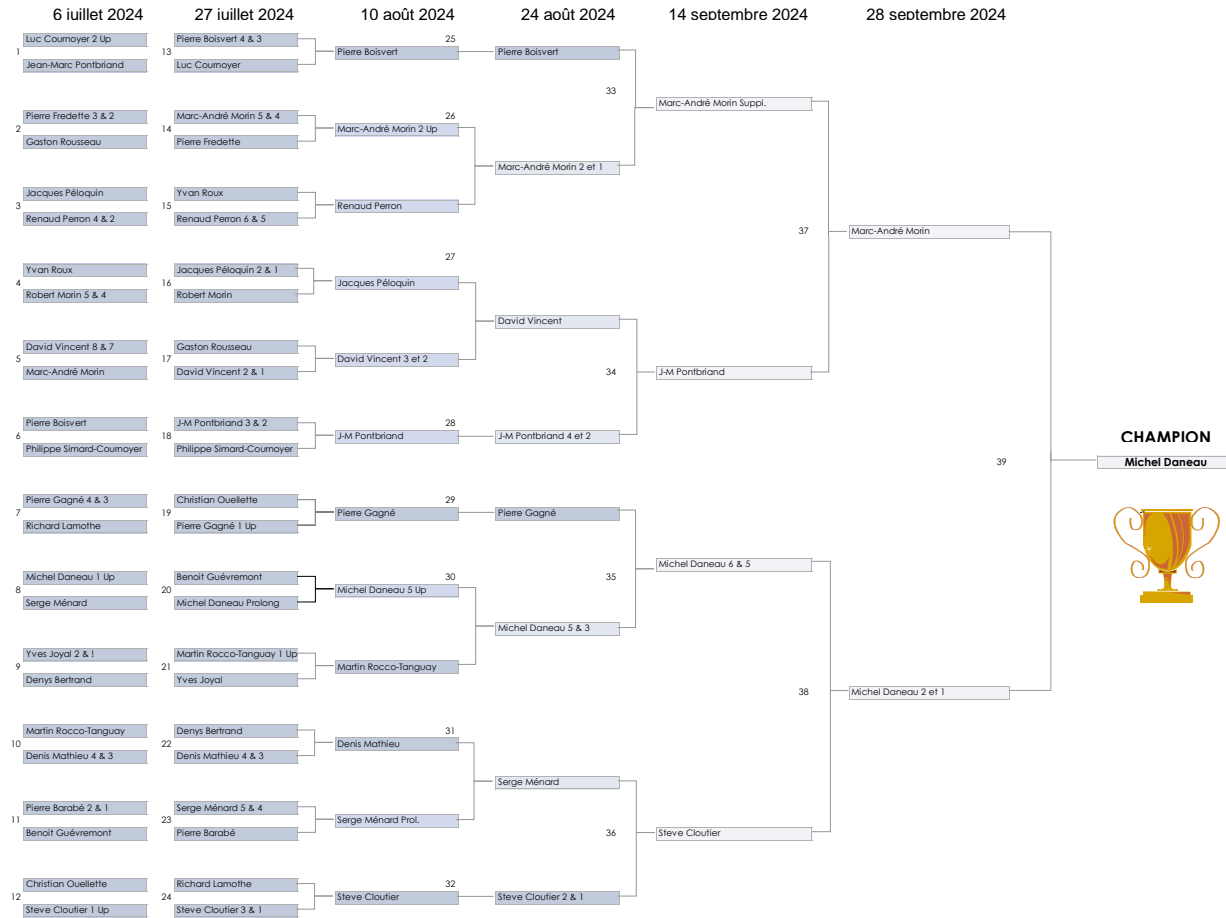 6 juillet 2024
27 juillet 2024
10 août 2024
24 août 2024
14 septembre 2024
28 septembre 2024
1
Luc Cournoyer 2 Up
Jean-Marc Pontbriand
2
Pierre Fredette 3 & 2
Gaston Rousseau
3
Jacques Péloquin
Renaud Perron 4 & 2
4
Yvan Roux
Robert Morin 5 & 4
5
David Vincent 8 & 7
Marc-André Morin
6
Pierre Boisvert
Philippe Simard-Cournoyer
7
Pierre Gagné 4 & 3
Richard Lamothe
8
Michel Daneau 1 Up
Serge Ménard
9
Yves Joyal 2 & !
Denys Bertrand
10
Martin Rocco-Tanguay
Denis Mathieu 4 & 3
11
Pierre Barabé 2 & 1
Benoit Guévremont
12
Christian Ouellette
Steve Cloutier 1 Up
13
Pierre Boisvert 4 & 3
Luc Cournoyer
14
Marc-André Morin 5 & 4
Pierre Fredette
15
Yvan Roux
Renaud Perron 6 & 5
16
Jacques Péloquin 2 & 1
Robert Morin
17
Gaston Rousseau
David Vincent 2 & 1
18
J-M Pontbriand 3 & 2
Philippe Simard-Cournoyer
19
Christian Ouellette
Pierre Gagné 1 Up
20
Benoit Guévremont
Michel Daneau Prolong
21
Martin Rocco-Tanguay 1 Up
Yves Joyal
22
Denys Bertrand
Denis Mathieu 4 & 3
23
Serge Ménard 5 & 4
Pierre Barabé
24
Richard Lamothe
Steve Cloutier 3 & 1
25
Pierre Boisvert
26
Marc-André Morin 2 Up
Renaud Perron
27
Jacques Péloquin
David Vincent 3 et 2
28
J-M Pontbriand
29
Pierre Gagné
30
Michel Daneau 5 Up
Martin Rocco-Tanguay
31
Denis Mathieu
Serge Ménard Prol.
32
Steve Cloutier
Pierre Boisvert
33
Marc-André Morin 2 et 1
David Vincent
34
J-M Pontbriand 4 et 2
Pierre Gagné
35
Michel Daneau 5 & 3
Serge Ménard
36
Steve Cloutier 2 & 1
Marc-André Morin Suppl.
37
J-M Pontbriand
Michel Daneau 6 & 5
38
Steve Cloutier
Marc-André Morin
39
Michel Daneau 2 et 1
CHAMPION
Michel Daneau